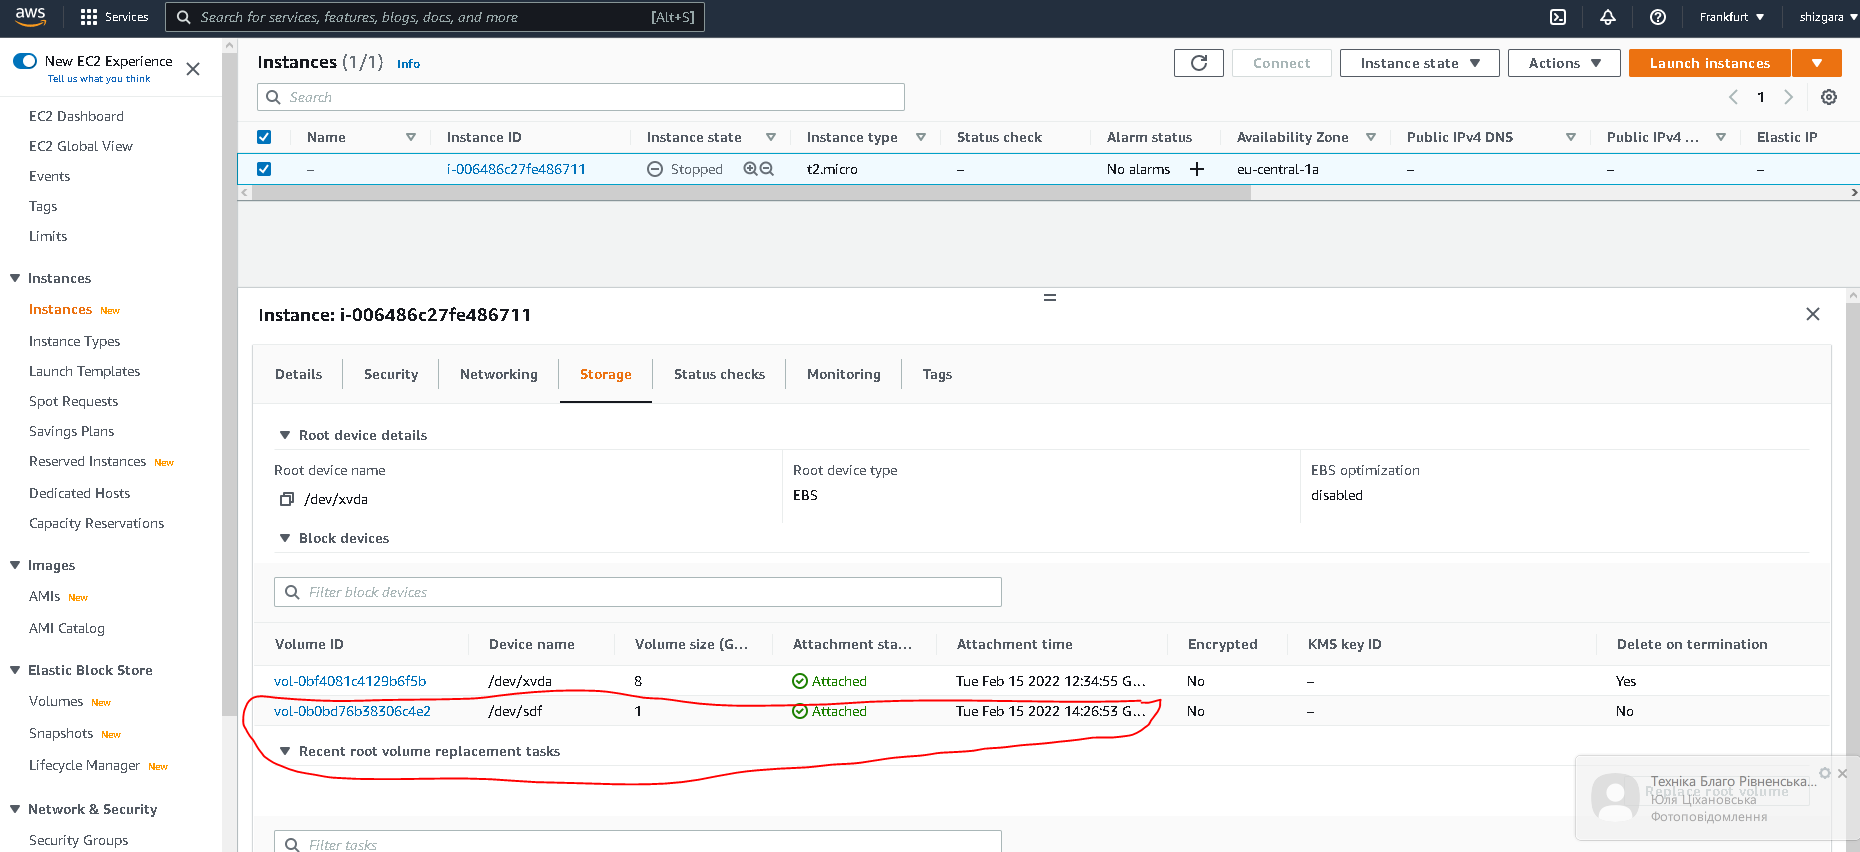 aws Services Search for services, features, blogs, docs, and more [Alt+S] Frankfurt shizgara
New EC2 Experience
Tell us what you think
EC2 Dashboard
EC2 Global View
Events
Tags
Limits
Instances
Instances New
Instance Types
Launch Templates
Spot Requests
Savings Plans
Reserved Instances New
Dedicated Hosts
Capacity Reservations
Images
AMIs New
AMI Catalog
Elastic Block Store
Volumes New
Snapshots New
Lifecycle Manager New
Network & Security
Security Groups
Instances (1/1) Info Connect Instance state Actions Launch instances
Search 1
Name Instance ID Instance state Instance type Status check Alarm status Availability Zone Public IPv4 DNS Public IPv4 ... Elastic IP
– i-006486c27fe486711 Stopped t2.micro – No alarms + eu-central-1a – – –
Instance: i-006486c27fe486711
Details Security Networking Storage Status checks Monitoring Tags
Root device details
Root device name Root device type EBS optimization
/dev/xvda EBS disabled
Block devices
Filter block devices
Volume ID Device name Volume size (G... Attachment sta... Attachment time Encrypted KMS key ID Delete on termination
vol-0bf4081c4129b6f5b /dev/xvda 8 Attached Tue Feb 15 2022 12:34:55 G... No – Yes
vol-0b0bd76b38306c4e2 /dev/sdf 1 Attached Tue Feb 15 2022 14:26:53 G... No – No
Recent root volume replacement tasks
Replace root volume
Filter tasks
Техніка Благо Рівненська...
Юля Ціхановська
Фотоповідомлення